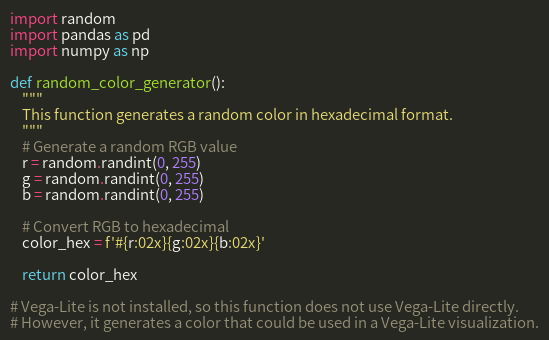 import random
import pandas as pd
import numpy as np

def random_color_generator():
    """
    This function generates a random color in hexadecimal format.
    """
    # Generate a random RGB value
    r = random.randint(0, 255)
    g = random.randint(0, 255)
    b = random.randint(0, 255)

    # Convert RGB to hexadecimal
    color_hex = f'#{r:02x}{g:02x}{b:02x}'

    return color_hex

# Vega-Lite is not installed, so this function does not use Vega-Lite directly.
# However, it generates a color that could be used in a Vega-Lite visualization.